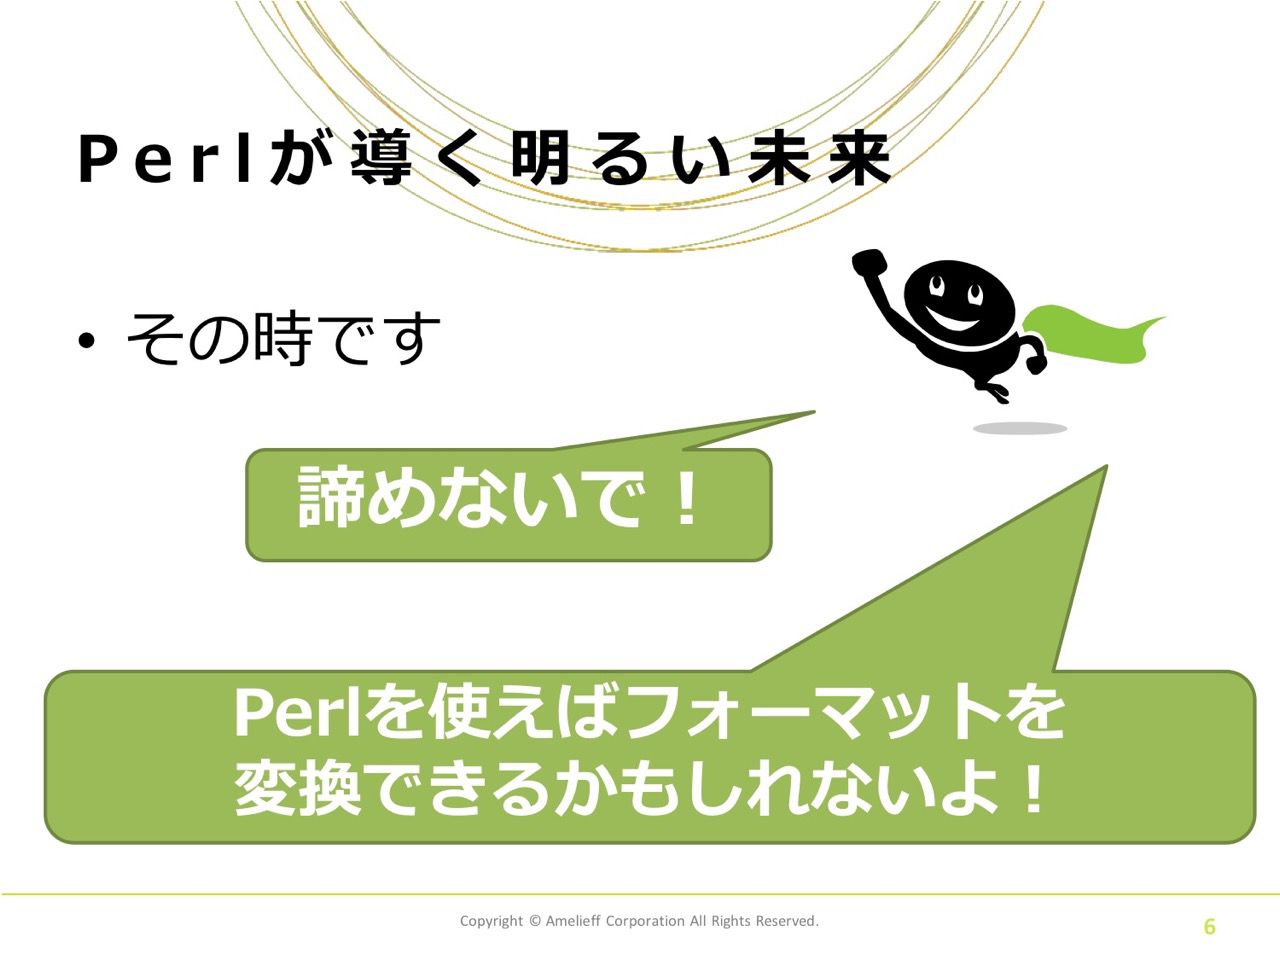 Perlが導く明るい未来
• その時です
諦めないで！
Perlを使えばフォーマットを
変換できるかもしれないよ！
Copyright © Amelieff Corporation All Rights Reserved.
6